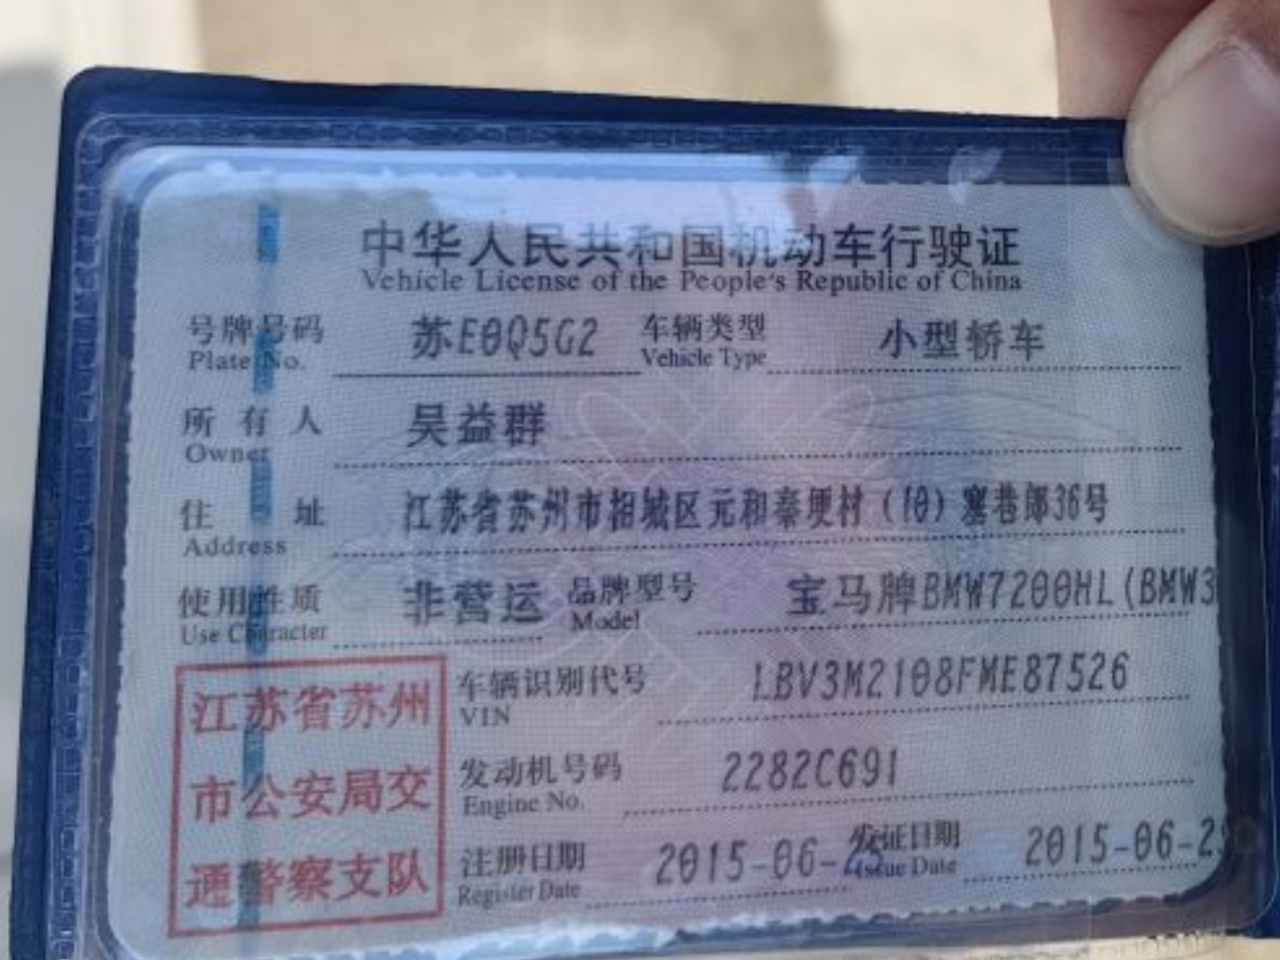 中华人民共和国机动车行驶证
Vehicle License of the People's Republic of China
号牌号码 苏E0Q5G2 车辆类型 小型轿车
Plate No. Vehicle Type
所有人 吴益群
Owner
住址 江苏省苏州市相城区元和秦埂村(10)塞巷郎36号
Address
使用性质 非营运 品牌型号 宝马牌BMW7200HL(BMW3
Use Character Model
江苏省苏州
市公安局交
通警察支队
车辆识别代号 LBV3M2108FME87526
VIN
发动机号码 2282C691
Engine No.
注册日期 2015-06-25 发证日期 2015-06-2
Register Date Issue Date